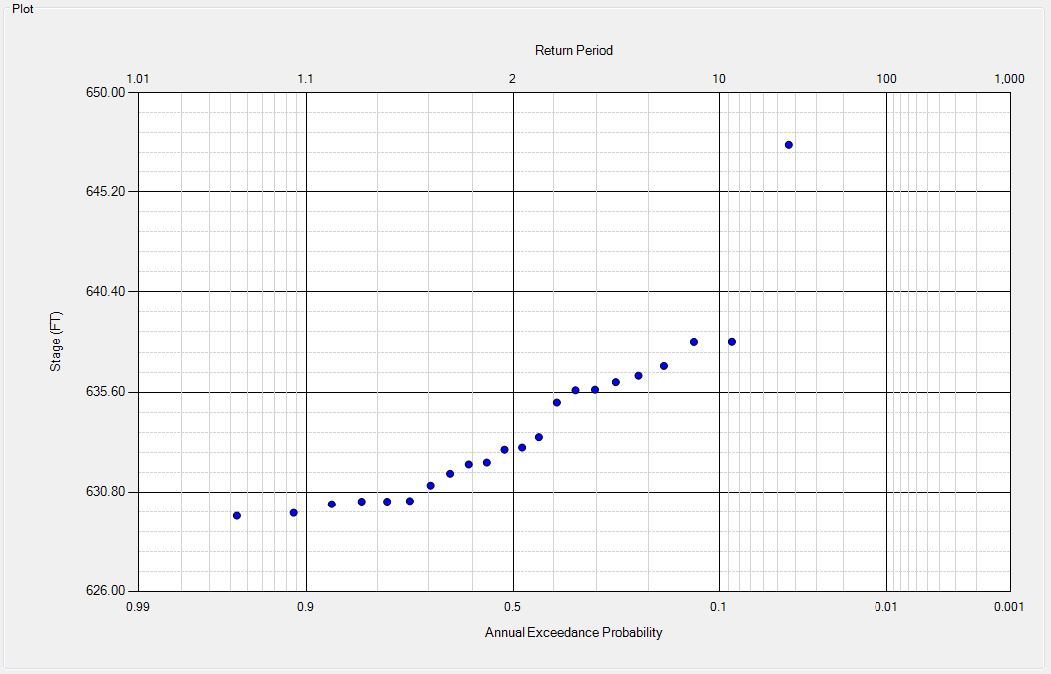 Plot
Return Period
1.01 1.1 2 10 100 1,000
650.00
645.20
640.40
635.60
630.80
626.00
Stage (FT)
0.99 0.9 0.5 0.1 0.01 0.001
Annual Exceedance Probability